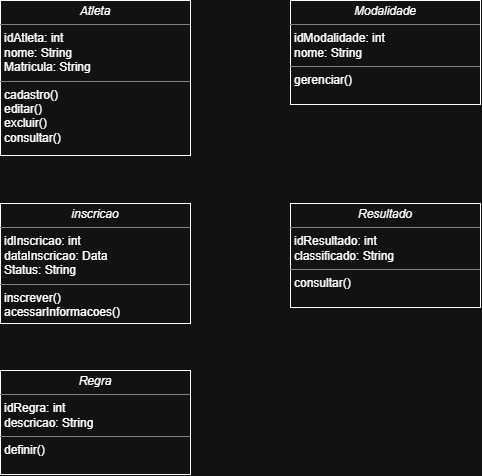 Atleta
idAtleta: int
nome: String
Matricula: String
cadastro()
editar()
excluir()
consultar()
Modalidade
idModalidade: int
nome: String
gerenciar()
inscricao
idInscricao: int
dataInscricao: Data
Status: String
inscrever()
acessarInformacoes()
Resultado
idResultado: int
classificado: String
consultar()
Regra
idRegra: int
descricao: String
definir()